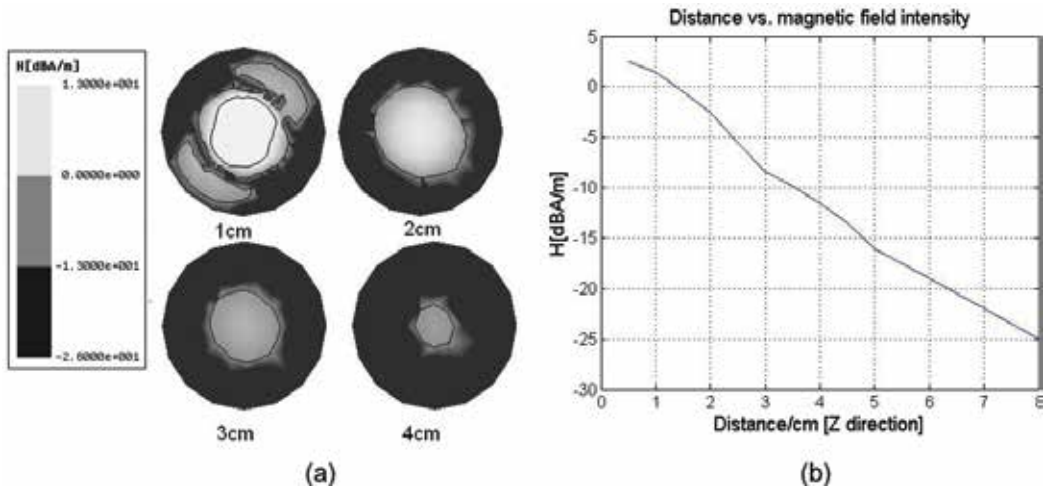 H[dBA/m]
1.3000e+001
0.0000e+000
-1.3000e+001
-2.6000e+001
1cm
2cm
3cm
4cm
(a)
Distance vs. magnetic field intensity
H[dBA/m]
5
0
-5
-10
-15
-20
-25
-30
0 1 2 3 4 5 6 7 8
Distance/cm [Z direction]
(b)